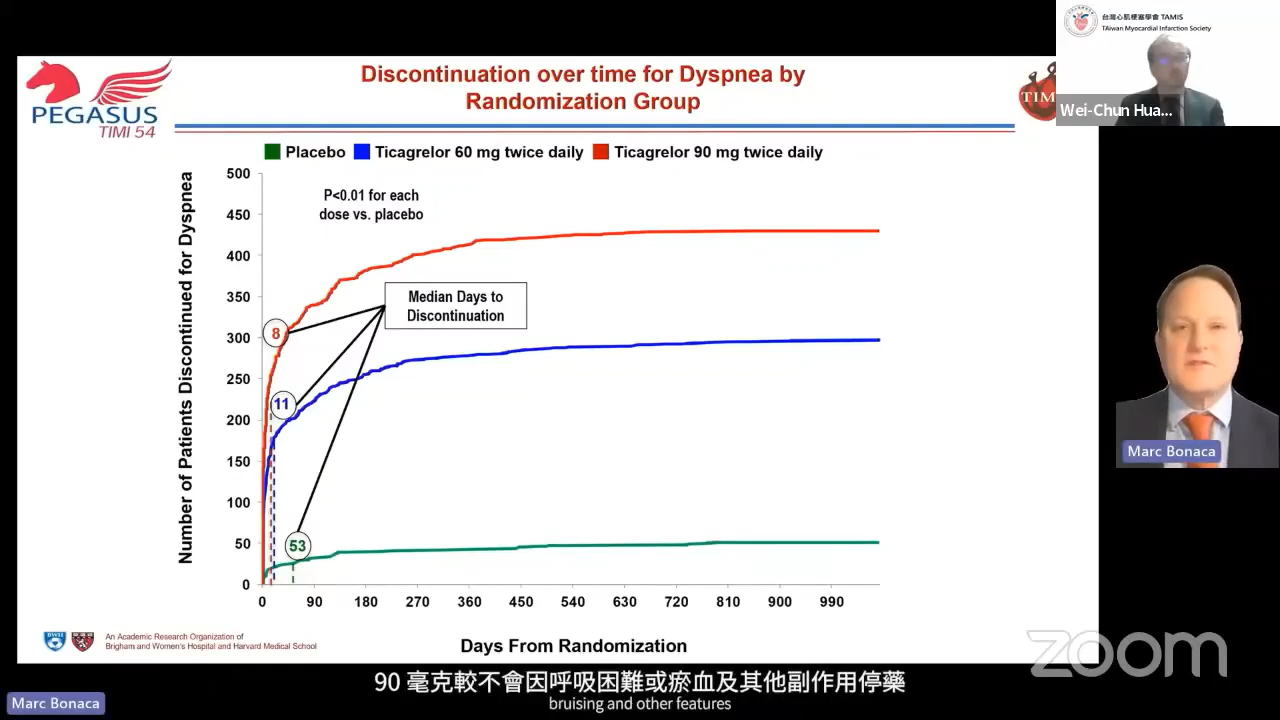 台灣心肌梗塞學會 TAMIS
TAiwan Myocardial Infarction Society
Wei-Chun Hua...
PEGASUS
TIMI 54
Discontinuation over time for Dyspnea by
Randomization Group
TIM
Placebo
Ticagrelor 60 mg twice daily
Ticagrelor 90 mg twice daily
Number of Patients Discontinued for Dyspnea
500
450
400
350
300
250
200
150
100
50
0
P<0.01 for each
dose vs. placebo
Median Days to
Discontinuation
8
11
53
0 90 180 270 360 450 540 630 720 810 900 990
Days From Randomization
BWH
An Academic Research Organization of
Brigham and Women's Hospital and Harvard Medical School
Marc Bonaca
zoom
90 毫克較不會因呼吸困難或瘀血及其他副作用停藥
bruising and other features
Marc Bonaca